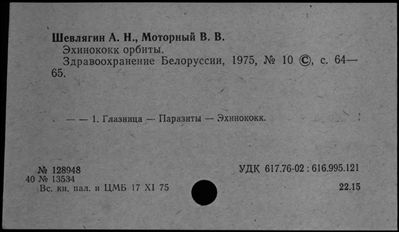 Шевлягин А. Н., Моторный В. В.
Эхинококк орбиты.
Здравоохранение Белоруссии, 1975, № 10 ©, с. 64—
65.
— — 1. Глазница — Паразиты — Эхинококк.
№ 128948
40 № 13534
Вс. кн. пал. и ЦМБ 17 XI 75
УДК 617.76-02 : 616.995.121
22.15